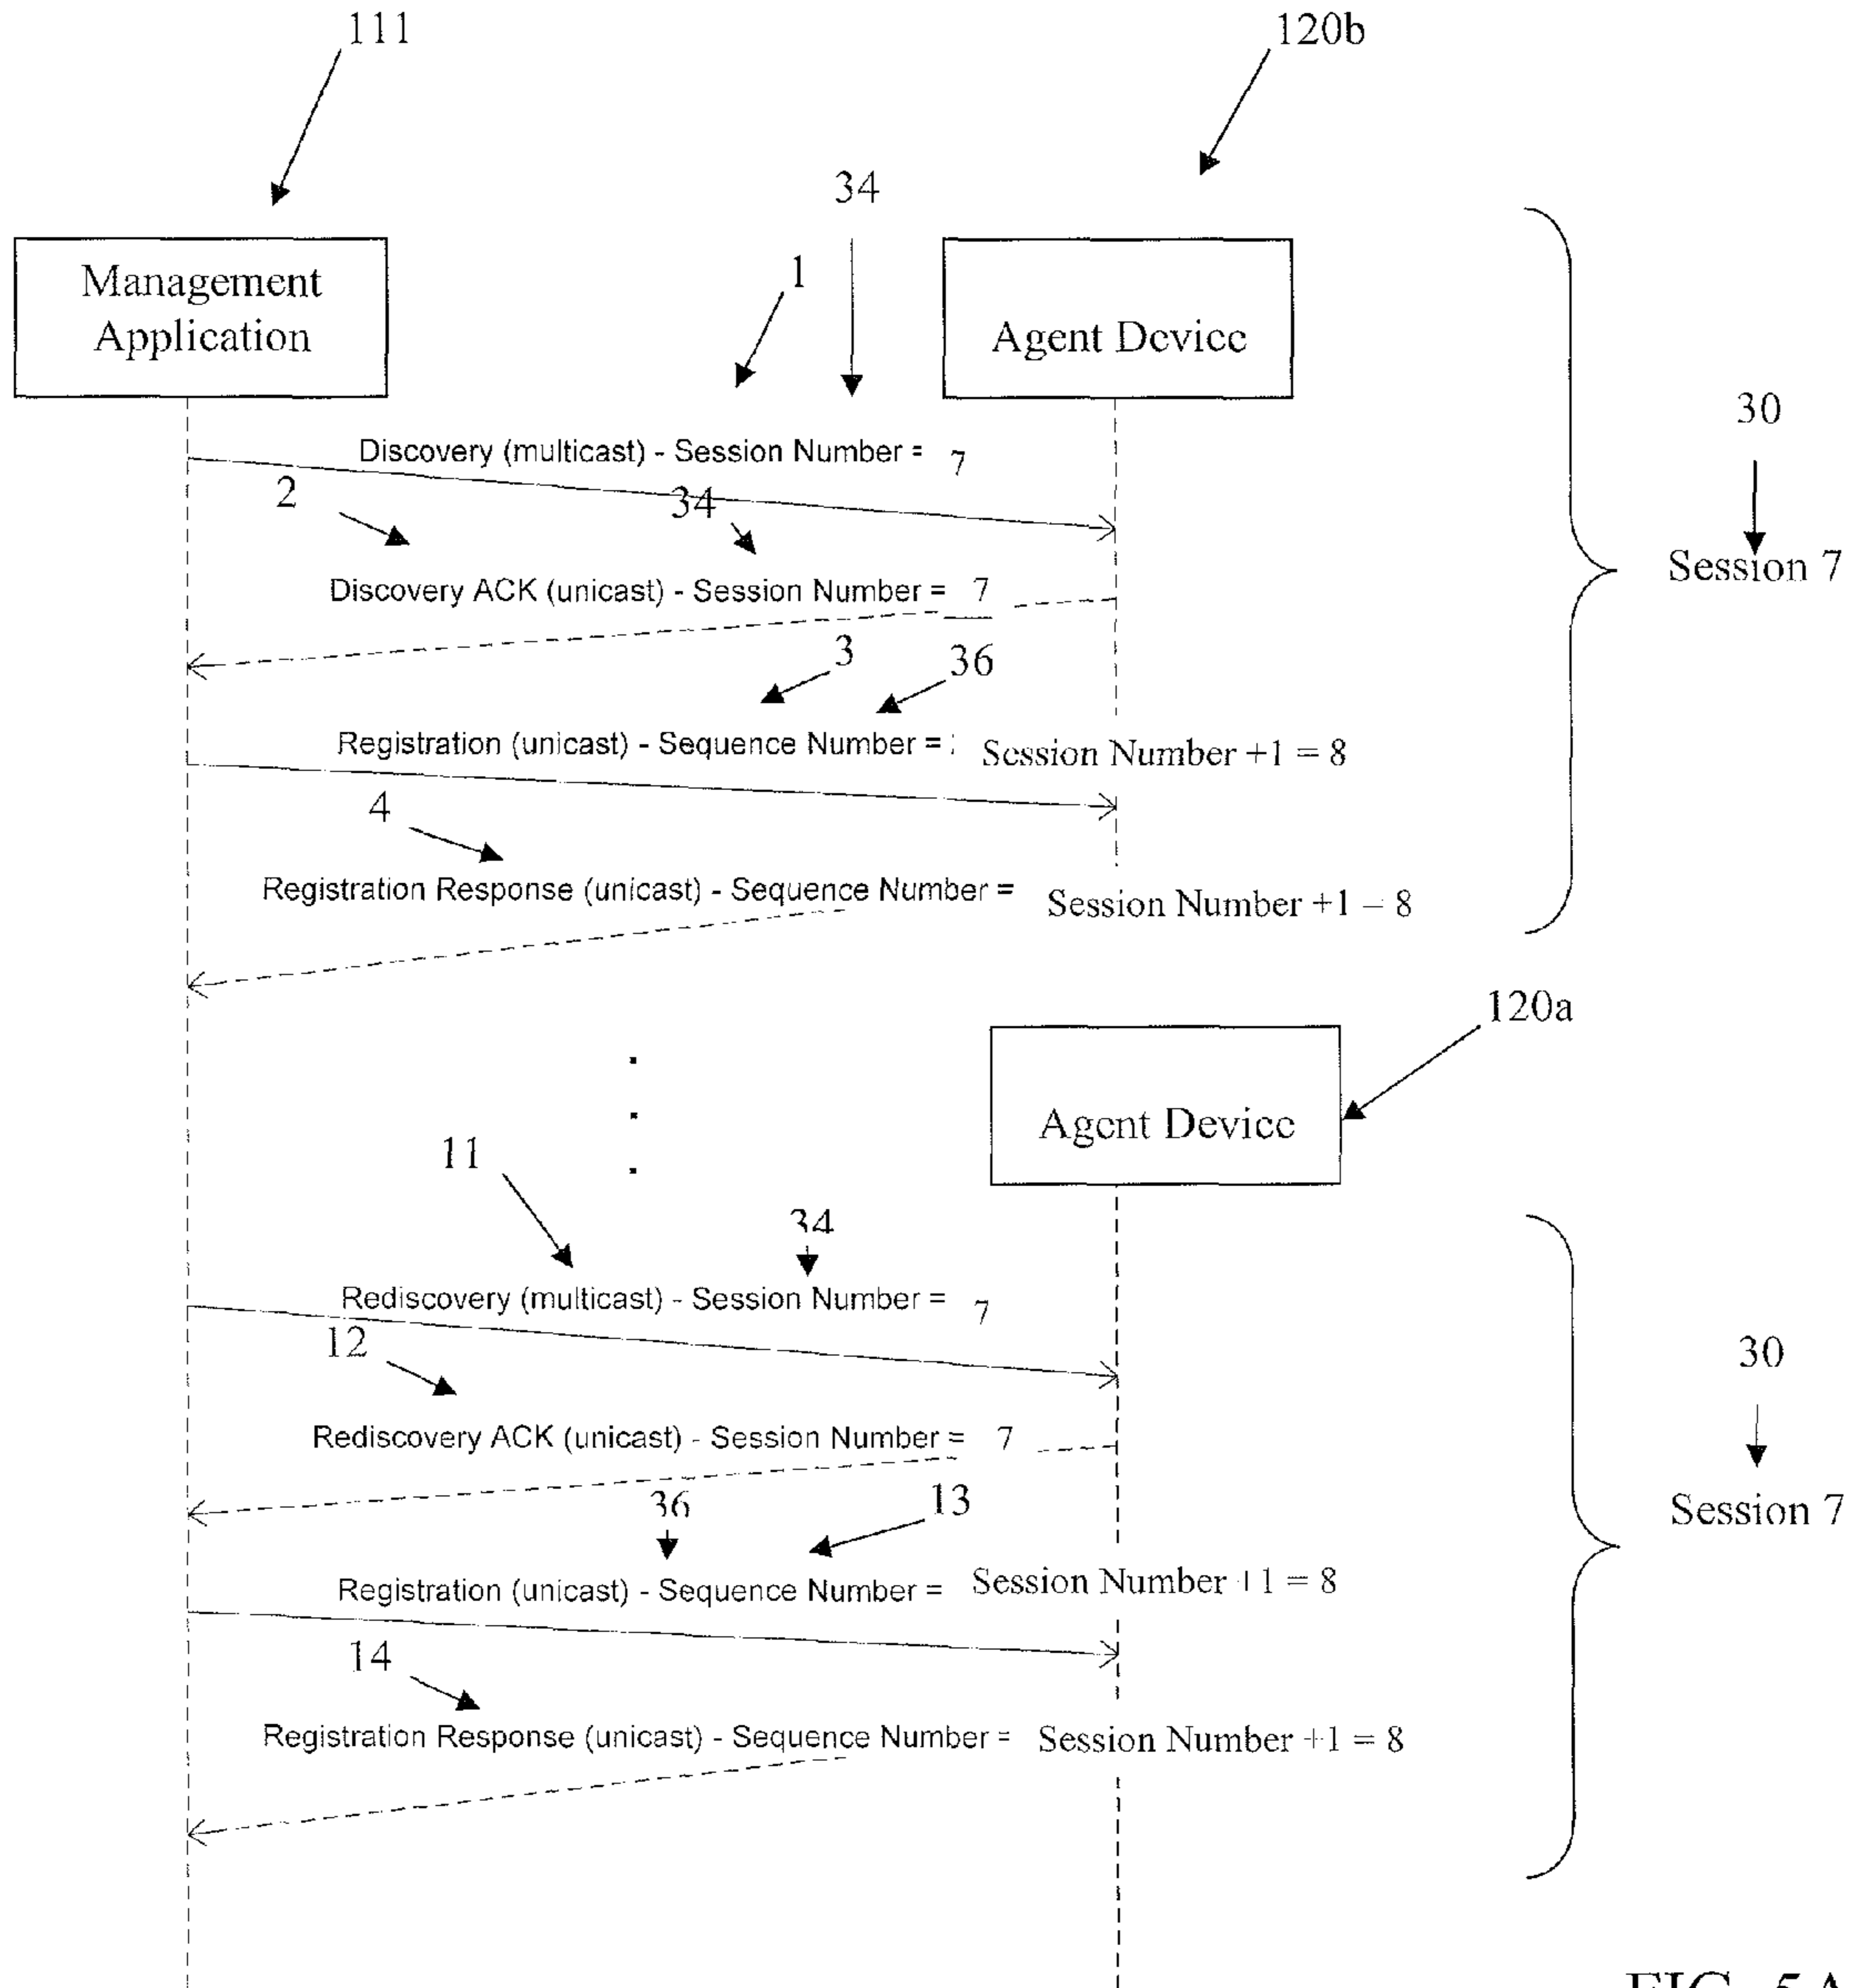 111
120b
34
1
Management
Application
Agent Device
30
Discovery (multicast) - Session Number = 7
2
34
Session 7
Discovery ACK (unicast) - Session Number = 7
3
36
Registration (unicast) - Sequence Number = Session Number +1 = 8
4
Registration Response (unicast) - Sequence Number = Session Number +1 = 8
120a
Agent Device
11
34
Rediscovery (multicast) - Session Number = 7
12
30
Rediscovery ACK (unicast) - Session Number = 7
36
13
Session 7
Registration (unicast) - Sequence Number = Session Number +1 = 8
14
Registration Response (unicast) - Sequence Number = Session Number +1 = 8
FIG. 5A